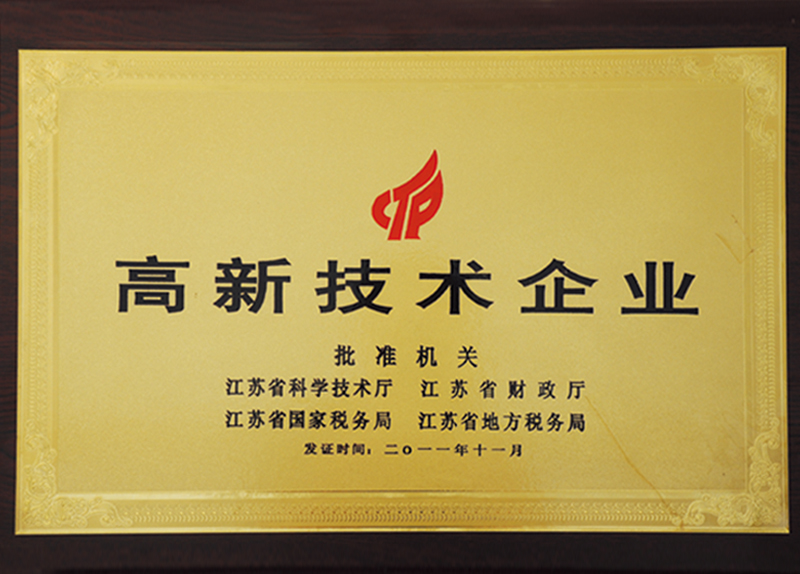 CTP
高新技术企业
批准机关
江苏省科学技术厅 江苏省财政厅
江苏省国家税务局 江苏省地方税务局
发证时间：二〇一一年十一月